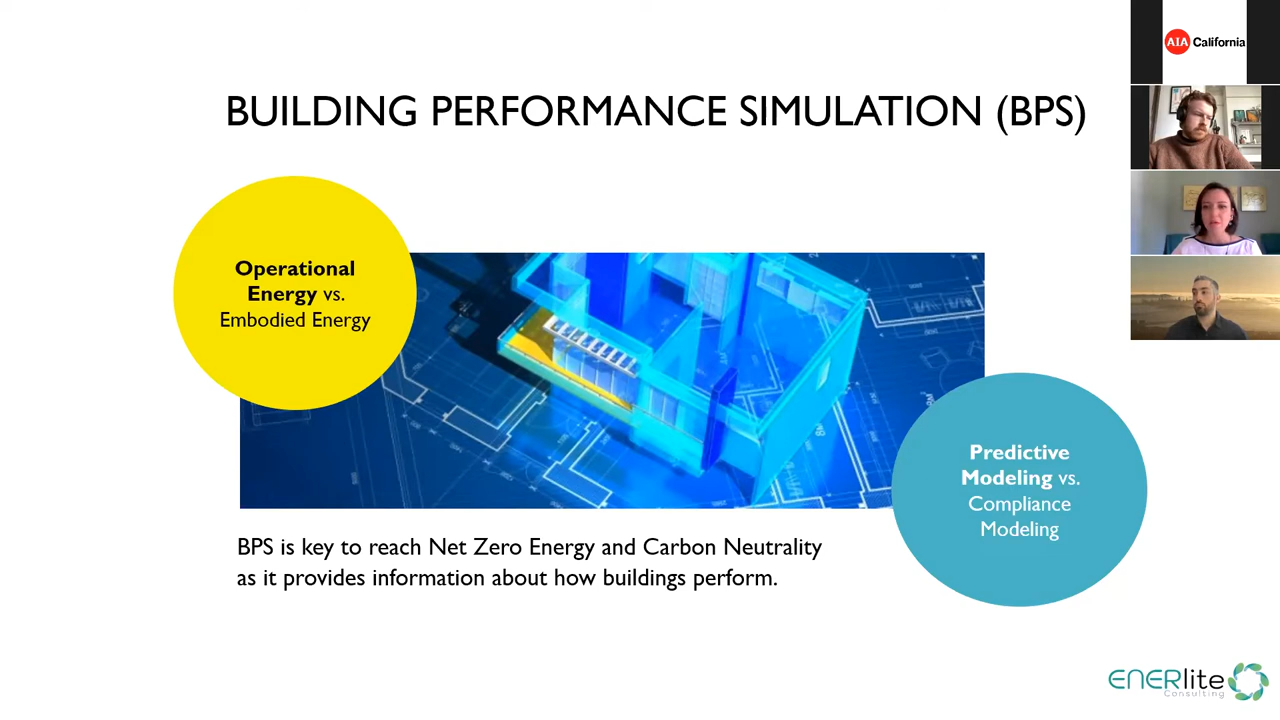 AIA California
BUILDING PERFORMANCE SIMULATION (BPS)
Operational
Energy vs.
Embodied Energy
Predictive
Modeling vs.
Compliance
Modeling
BPS is key to reach Net Zero Energy and Carbon Neutrality
as it provides information about how buildings perform.
ENERlite
Consulting